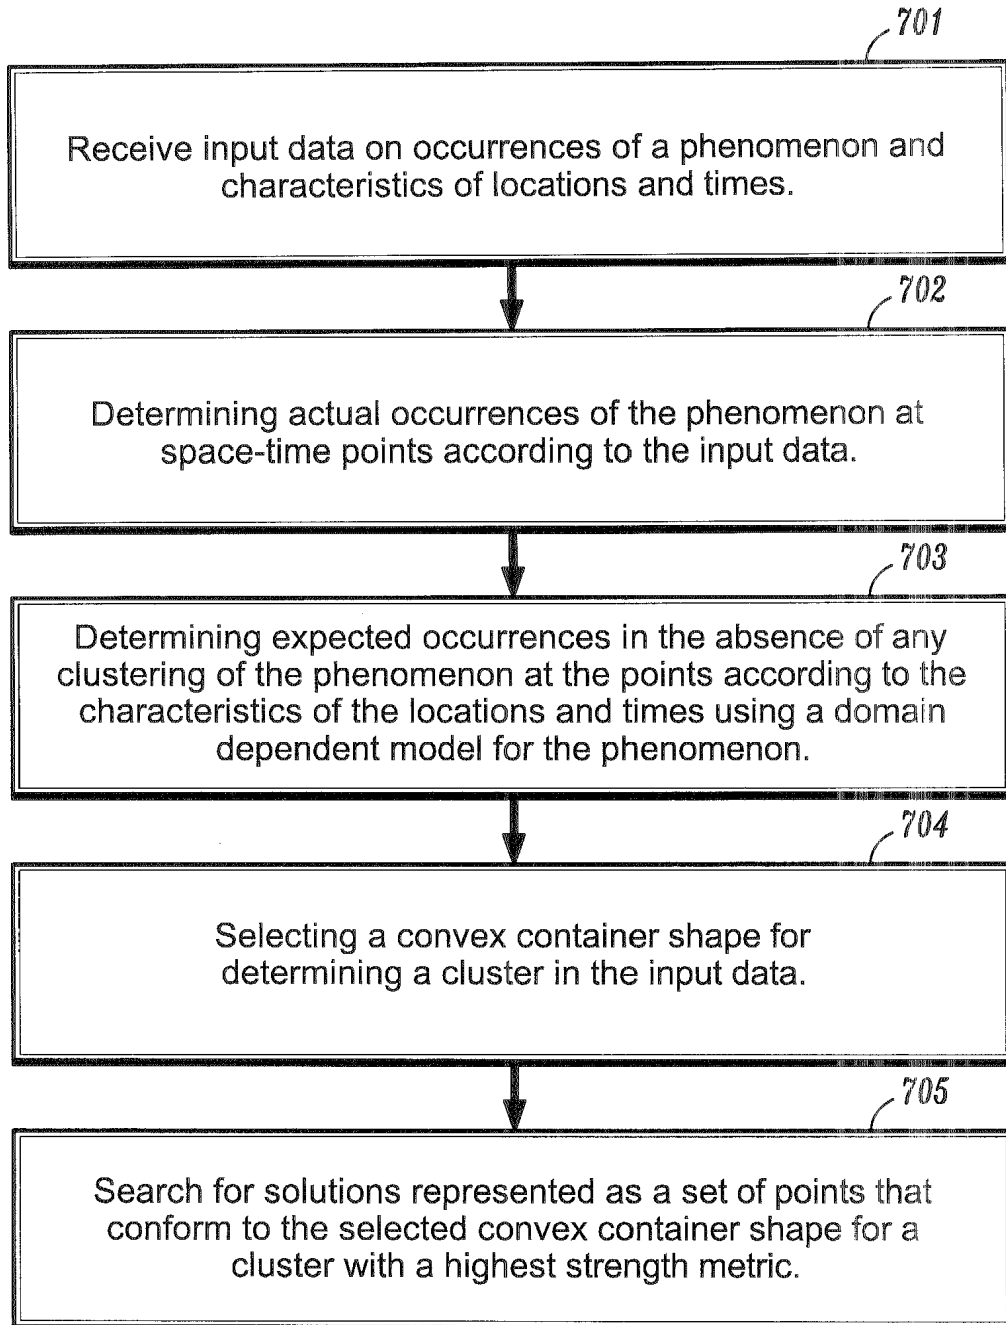 701
Receive input data on occurrences of a phenomenon and
characteristics of locations and times.
702
Determining actual occurrences of the phenomenon at
space-time points according to the input data.
703
Determining expected occurrences in the absence of any
clustering of the phenomenon at the points according to the
characteristics of the locations and times using a domain
dependent model for the phenomenon.
704
Selecting a convex container shape for
determining a cluster in the input data.
705
Search for solutions represented as a set of points that
conform to the selected convex container shape for a
cluster with a highest strength metric.